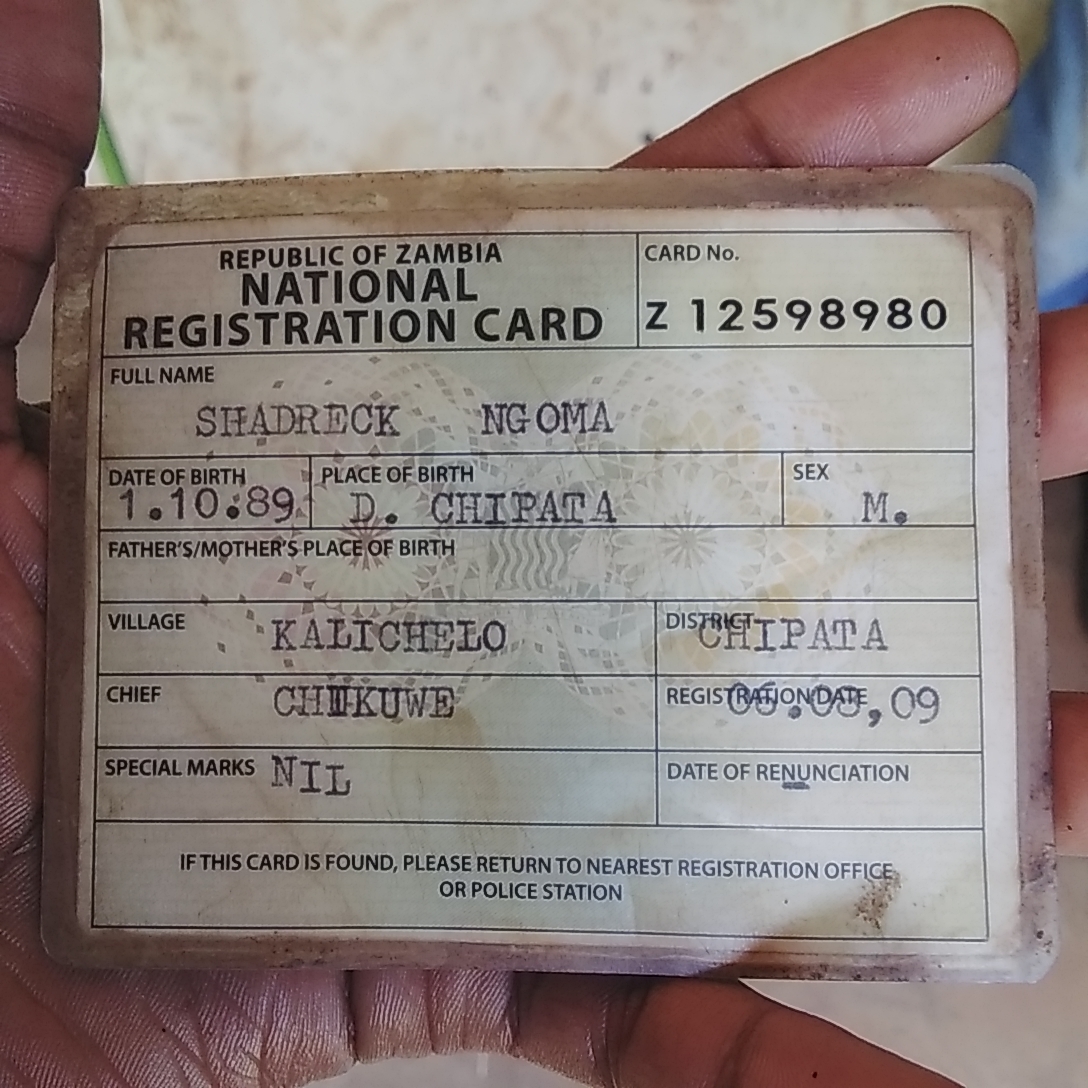 REPUBLIC OF ZAMBIA
NATIONAL
REGISTRATION CARD
CARD No.
Z 12598980
FULL NAME
SHADRECK NGOMA
DATE OF BIRTH
1.10:89
PLACE OF BIRTH
D. CHIPATA
SEX
M.
FATHER'S/MOTHER'S PLACE OF BIRTH
VILLAGE KALICHELO
DISTRICT CHIPATA
CHIEF
REGISTRATION DATE
SPECIAL MARKS NIL
DATE OF RENUNCIATION
IF THIS CARD IS FOUND, PLEASE RETURN TO NEAREST REGISTRATION OFFICE
OR POLICE STATION